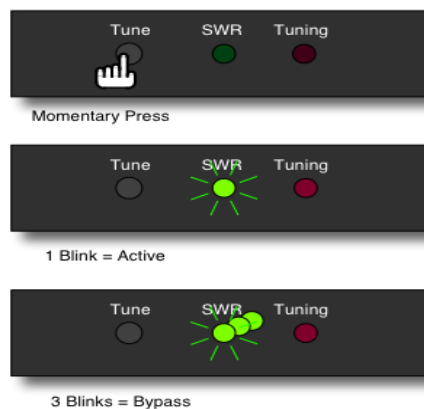 Tune SWR Tuning
Momentary Press
Tune SWR Tuning
1 Blink = Active
Tune SWR Tuning
3 Blinks = Bypass